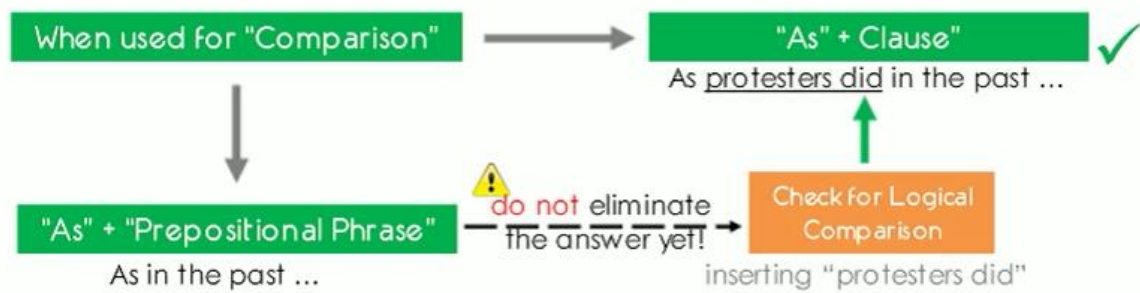 When used for "Comparison"
"As" + Clause"
As protesters did in the past ...
"As" + "Prepositional Phrase"
As in the past ...
do not eliminate
the answer yet!
Check for Logical
Comparison
inserting "protesters did"